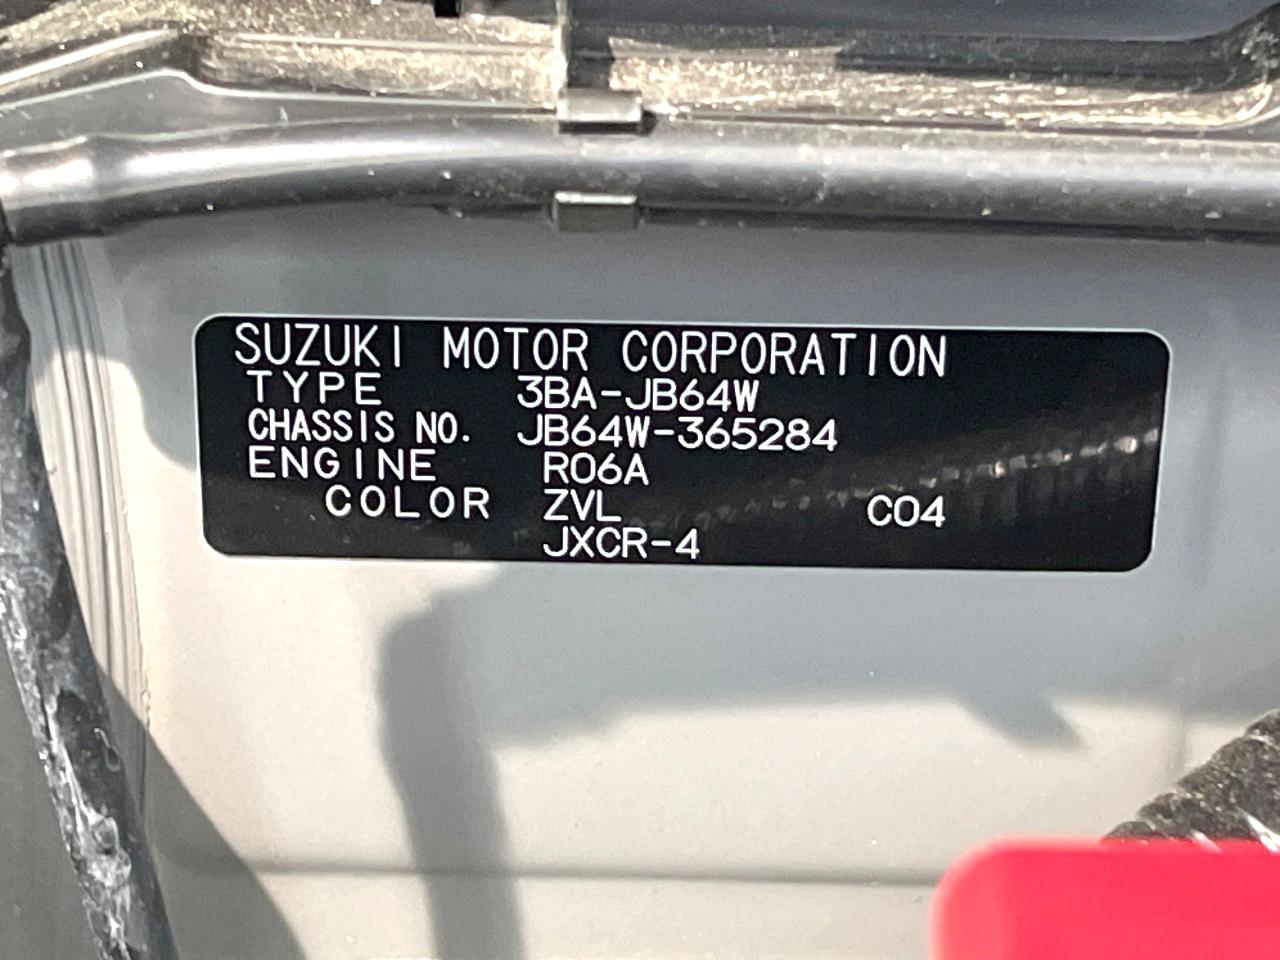 SUZUKI MOTOR CORPORATION
TYPE 3BA-JB64W
CHASSIS NO. JB64W-365284
ENGINE R06A
COLOR ZVL C04
JXCR-4